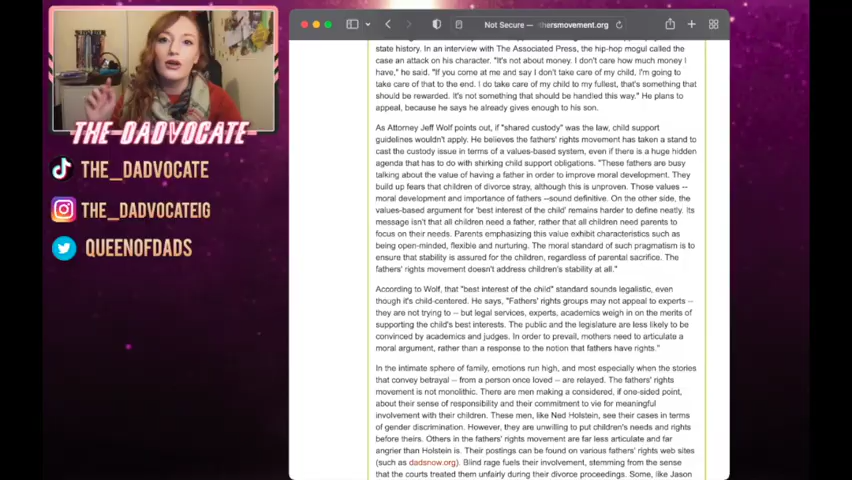 Not Secure — thersmovement.org
state history. In an interview with The Associated Press, the hip-hop mogul called the
case an attack on his character. "It's not about money. I don't care how much money I
have," he said. "If you come at me and say I don't take care of my child, I'm going to
take care of that to the end. I do take care of my child to my fullest, that's something that
should be rewarded. It's not something that should be handled this way." He plans to
appeal, because he says he already gives enough to his son.
THE-DADVOCATE
THE_DADVOCATE
THE_DADVOCATEIG
QUEENOFDADS
As Attorney Jeff Wolf points out, if "shared custody" was the law, child support
guidelines wouldn't apply. He believes the fathers' rights movement has taken a stand to
cast the custody issue in terms of a values-based system, even if there is a huge hidden
agenda that has to do with shirking child support obligations. "These fathers are busy
talking about the value of having a father in order to improve moral development. They
build up fears that children of divorce stray, although this is unproven. Those values --
moral development and importance of fathers --sound definitive. On the other side, the
values-based argument for 'best interest of the child' remains harder to define neatly. Its
message isn't that all children need a father, rather that all children need parents to
focus on their needs. Parents emphasizing this value exhibit characteristics such as
being open-minded, flexible and nurturing. The moral standard of such pragmatism is to
ensure that stability is assured for the children, regardless of parental sacrifice. The
fathers' rights movement doesn't address children's stability at all."
According to Wolf, that "best interest of the child" standard sounds legalistic, even
though it's child-centered. He says, "Fathers' rights groups may not appeal to experts --
they are not trying to -- but legal services, experts, academics weigh in on the merits of
supporting the child's best interests. The public and the legislature are less likely to be
convinced by academics and judges. In order to prevail, mothers need to articulate a
moral argument, rather than a response to the notion that fathers have rights."
In the intimate sphere of family, emotions run high, and most especially when the stories
that convey betrayal -- from a person once loved -- are relayed. The fathers' rights
movement is not monolithic. There are men making a considered, if one-sided point,
about their sense of responsibility and their commitment to vie for meaningful
involvement with their children. These men, like Ned Holstein, see their cases in terms
of gender discrimination. However, they are unwilling to put children's needs and rights
before theirs. Others in the fathers' rights movement are far less articulate and far
angrier than Holstein is. Their postings can be found on various fathers' rights web sites
(such as dadsnow.org). Blind rage fuels their involvement, stemming from the sense
that the courts treated them unfairly during their divorce proceedings. Some, like Jason